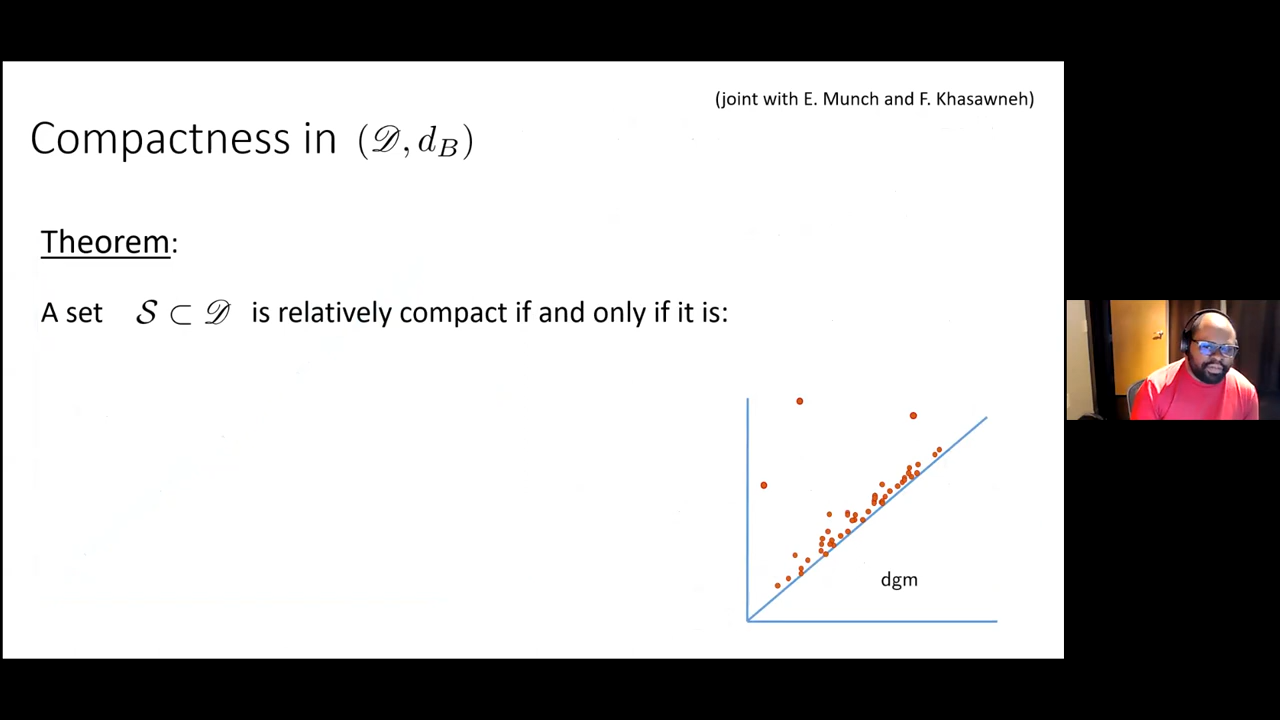 (joint with E. Munch and F. Khasawneh)
Compactness in (𝒟, d_B)
Theorem:
A set 𝒮 ⊂ 𝒟 is relatively compact if and only if it is:
dgm